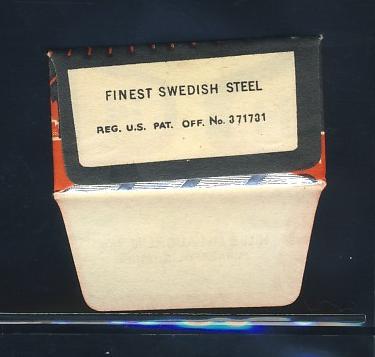 FINEST SWEDISH STEEL
REG. U.S. PAT. OFF. No. 371731